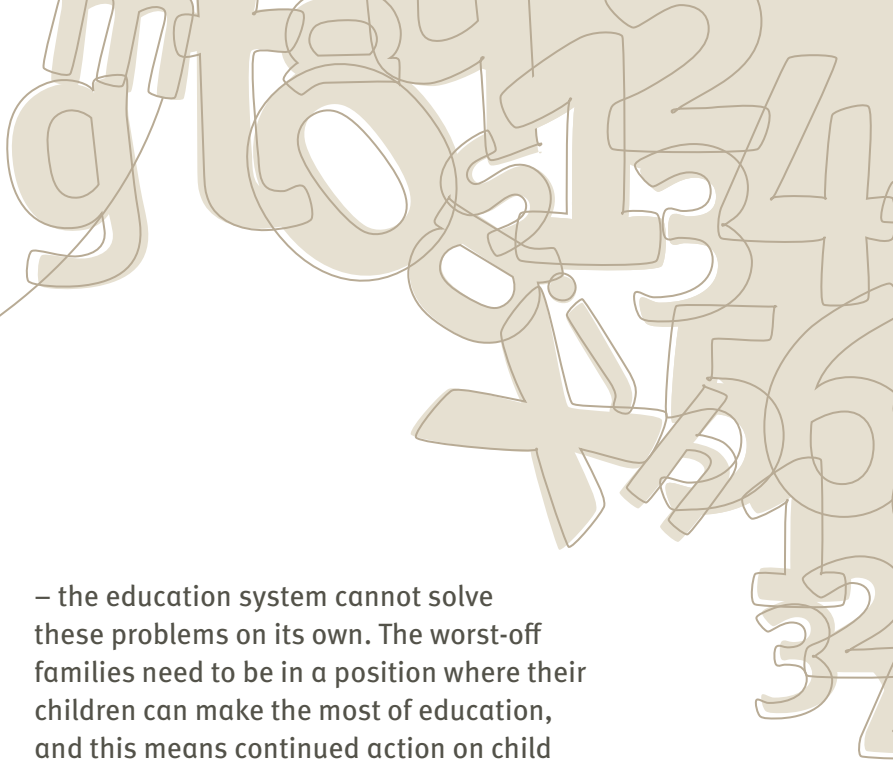 – the education system cannot solve
these problems on its own. The worst-off
families need to be in a position where their
children can make the most of education,
and this means continued action on child